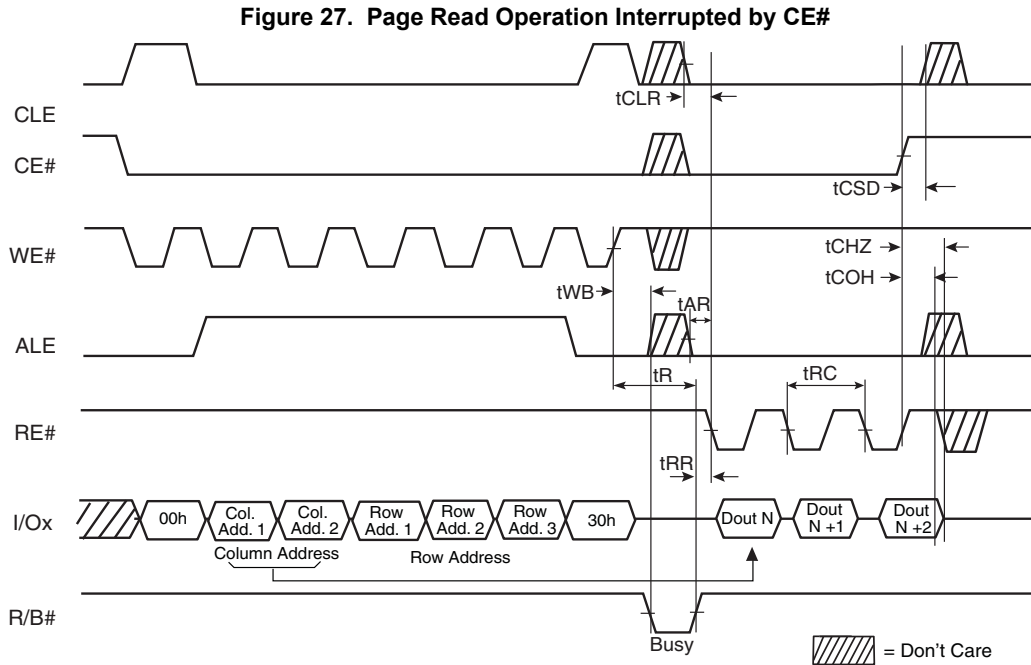 Figure 27. Page Read Operation Interrupted by CE#
CLE
tCLR
CE#
tCSD
WE#
tCHZ
tCOH
tWB
tAR
ALE
tR
tRC
RE#
tRR
I/Ox
00h
Col.
Add. 1
Col.
Add. 2
Row
Add. 1
Row
Add. 2
Row
Add. 3
30h
Dout N
Dout
N +1
Dout
N +2
Column Address
Row Address
R/B#
Busy
= Don't Care